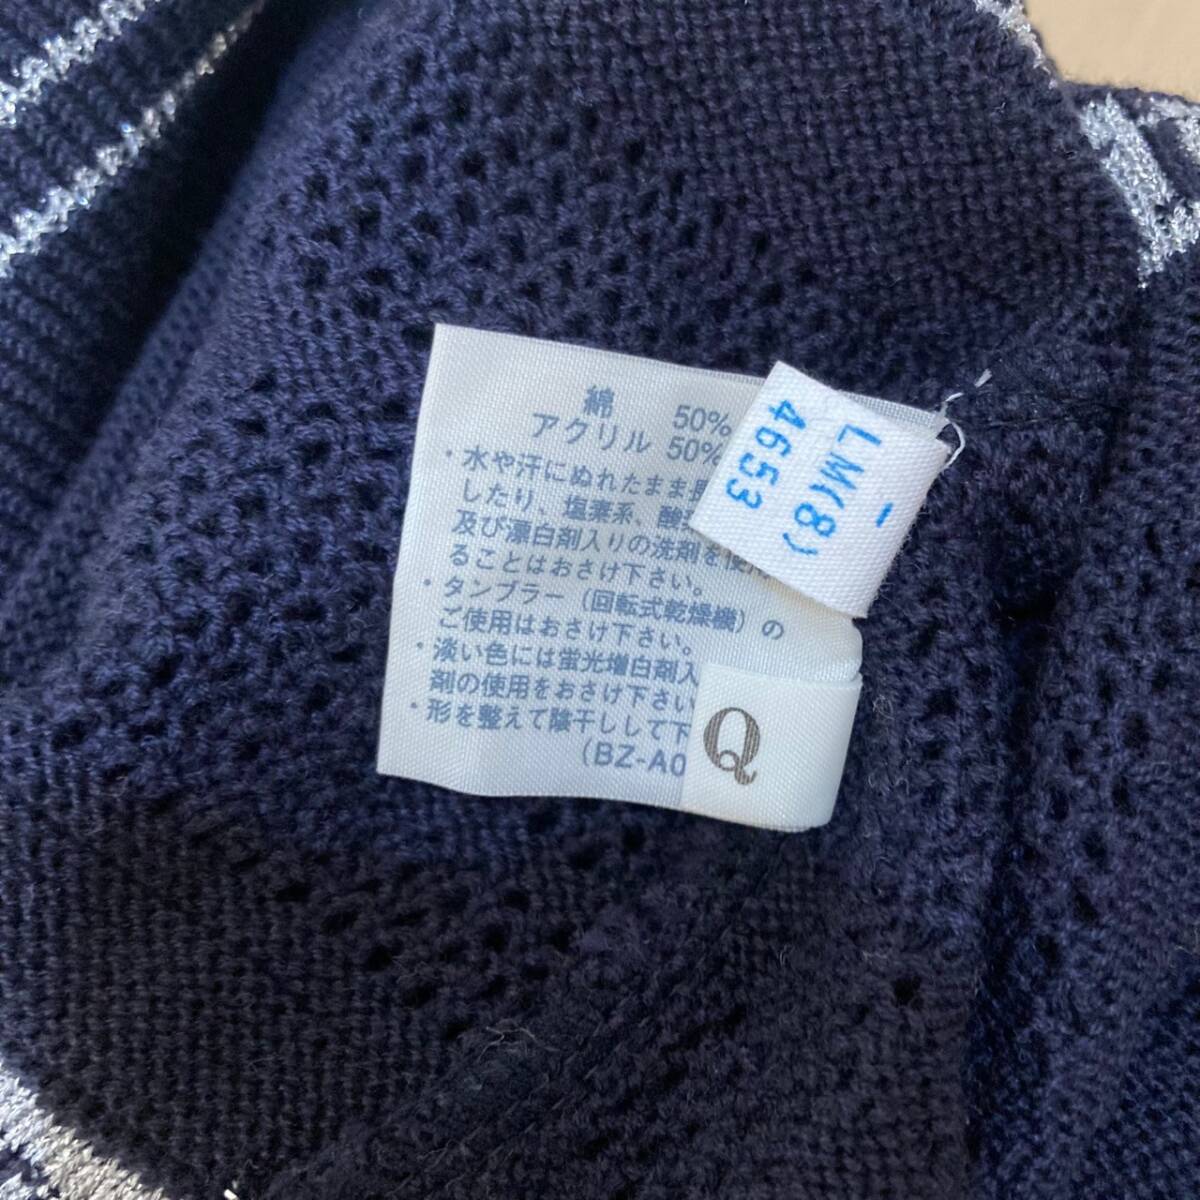 綿 50%
アクリル 50%
・水や汗にぬれたまま
したり、塩素系、
及び漂白剤入りの洗剤を使用
ることはおさけ下さい。
・タンブラー（回転式乾燥機）の
ご使用はおさけ下さい。
・淡い色には蛍光増白剤入
剤の使用をおさけ下さい
・形を整えて陰干しして下
(BZ-A0
Q
LM(8)
4653